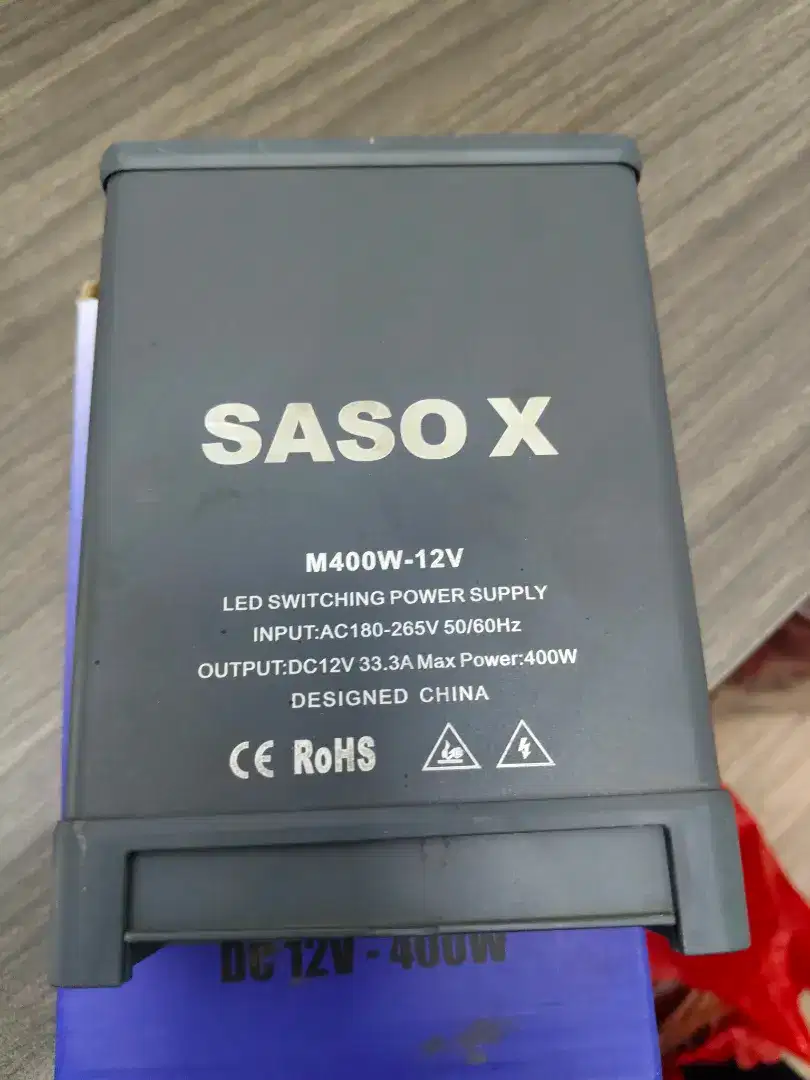 SASO X
M400W-12V
LED SWITCHING POWER SUPPLY
INPUT:AC180-265V 50/60Hz
OUTPUT:DC12V 33.3A Max Power:400W
DESIGNED CHINA
CE RoHS
DC 12V - 400W